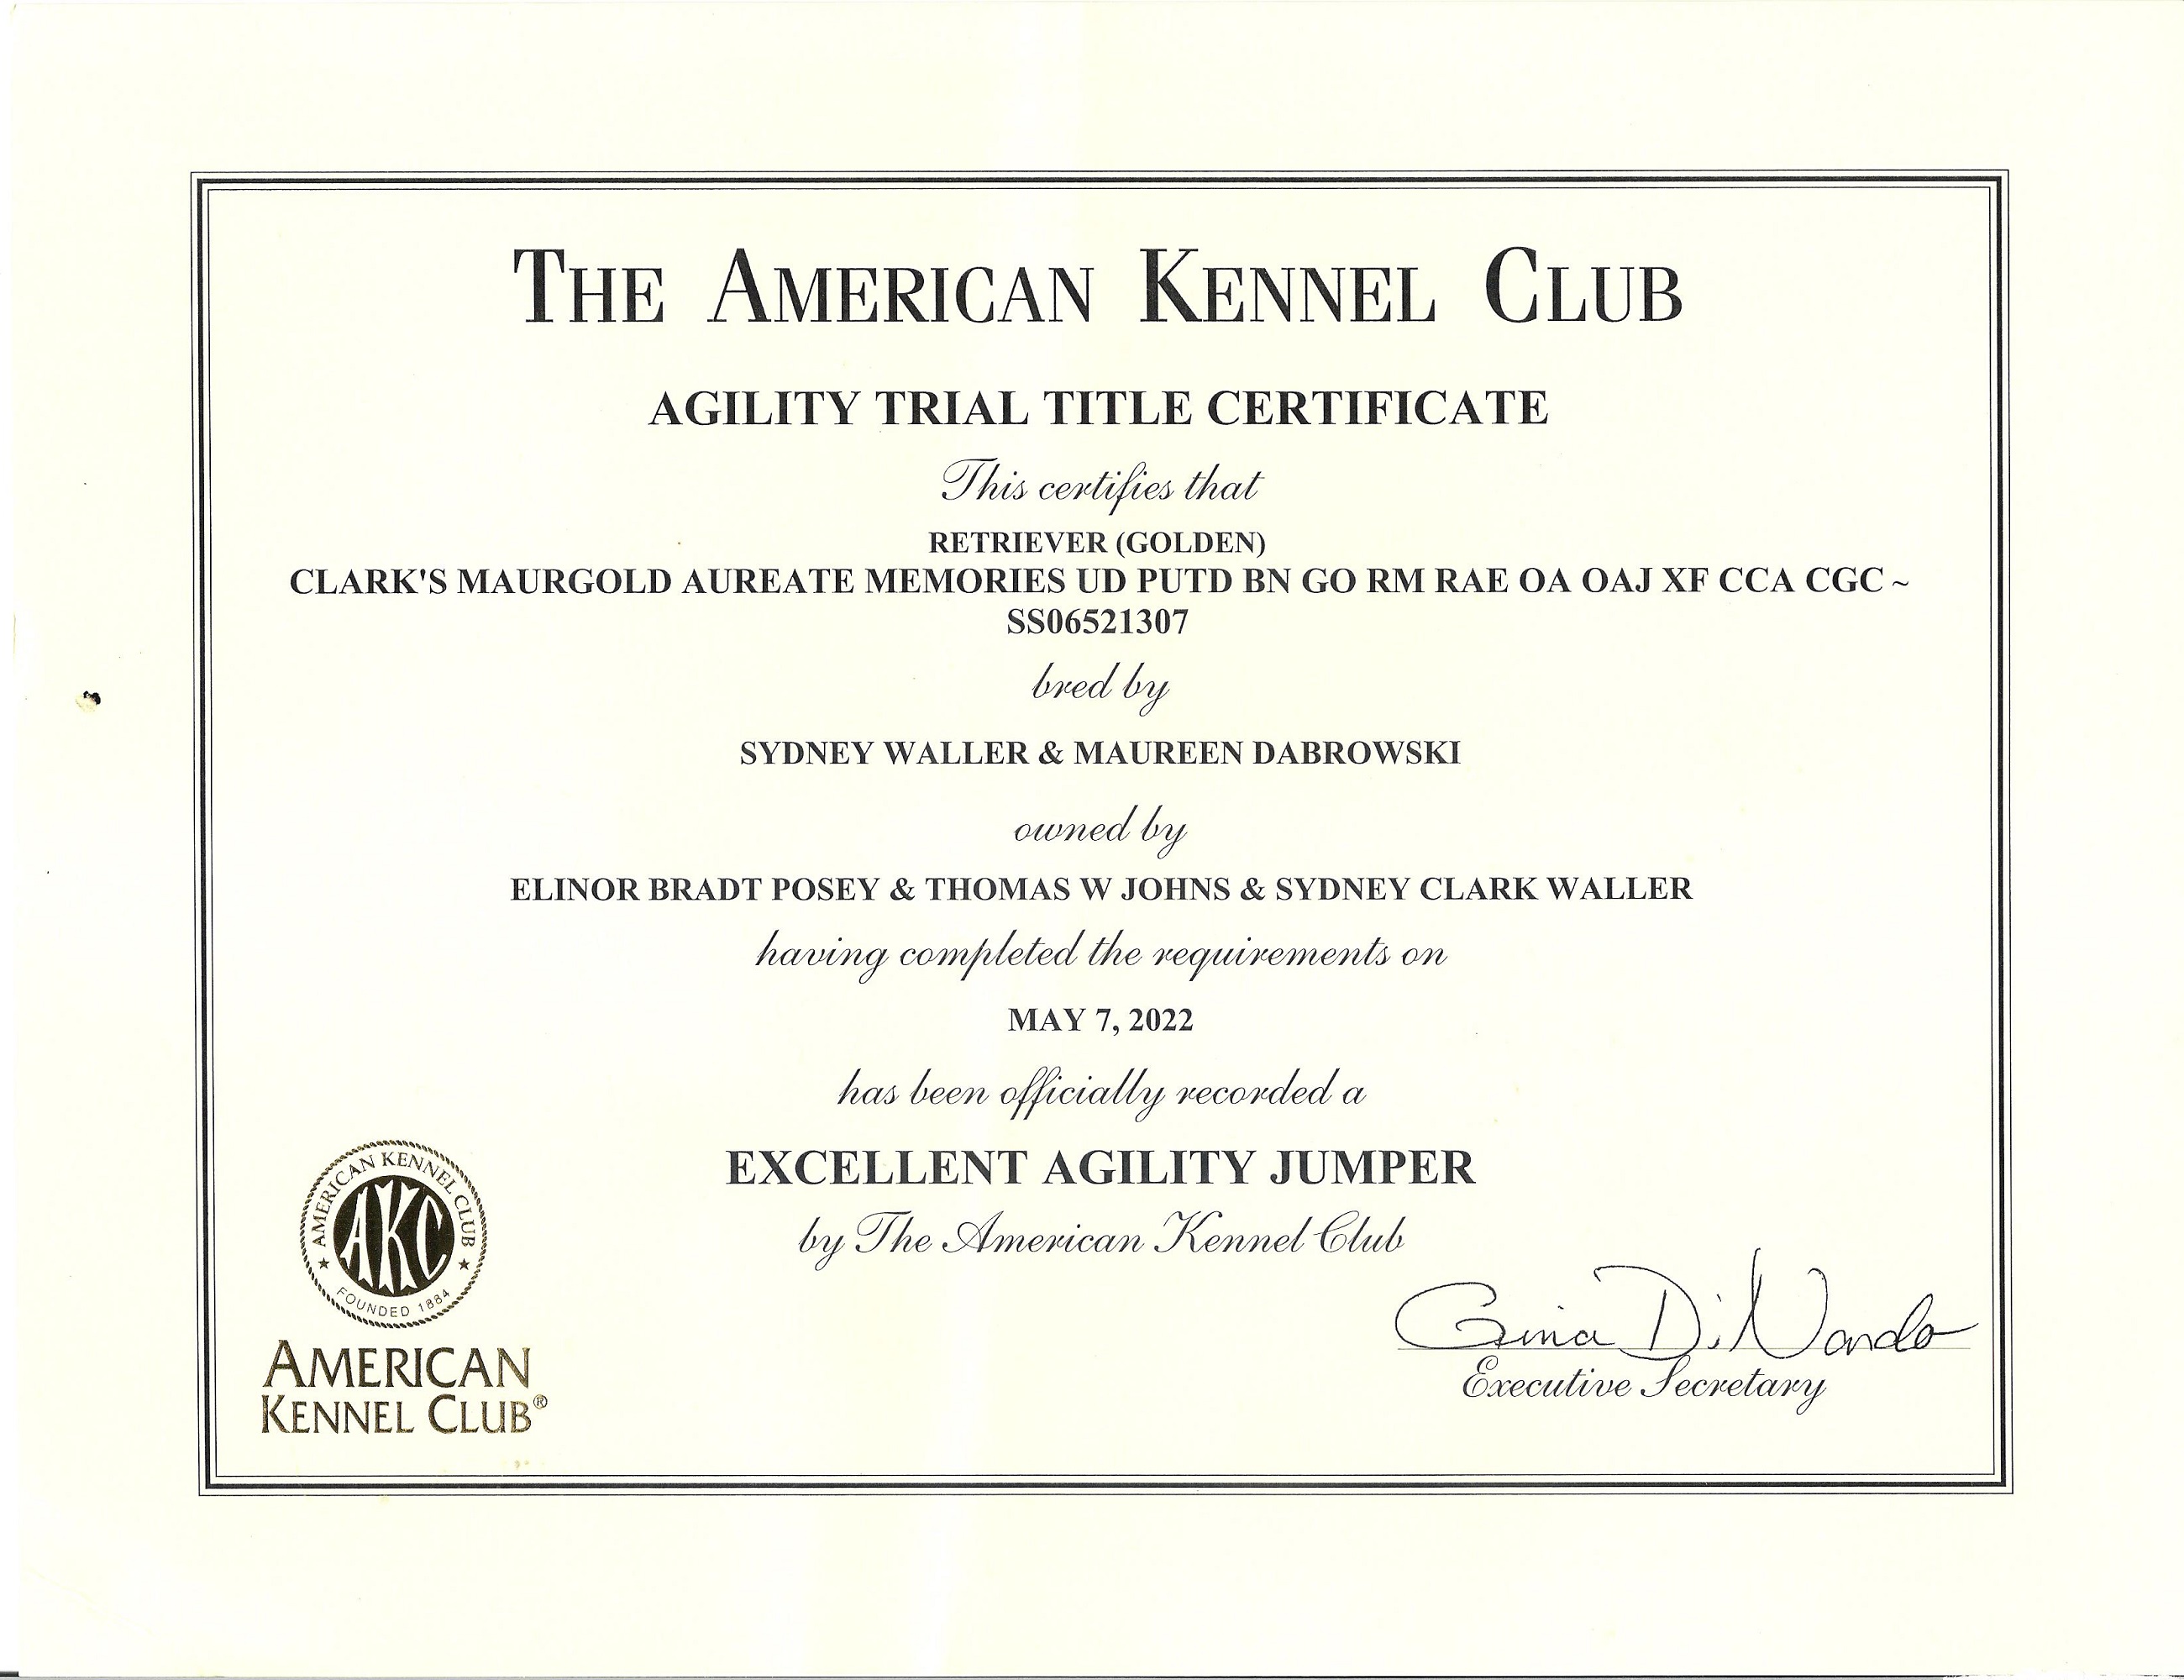 THE AMERICAN KENNEL CLUB
AGILITY TRIAL TITLE CERTIFICATE
This certifies that
RETRIEVER (GOLDEN)
CLARK'S MAURGOLD AUREATE MEMORIES UD PUTD BN GO RM RAE OA OAJ XF CCA CGC ~
SS06521307
bred by
SYDNEY WALLER & MAUREEN DABROWSKI
owned by
ELINOR BRADT POSEY & THOMAS W JOHNS & SYDNEY CLARK WALLER
having completed the requirements on
MAY 7, 2022
has been officially recorded a
EXCELLENT AGILITY JUMPER
by The American Kennel Club
AMERICAN KENNEL CLUB
AKC
FOUNDED 1884
AMERICAN
KENNEL CLUB®
Gina DiNardo
Executive Secretary